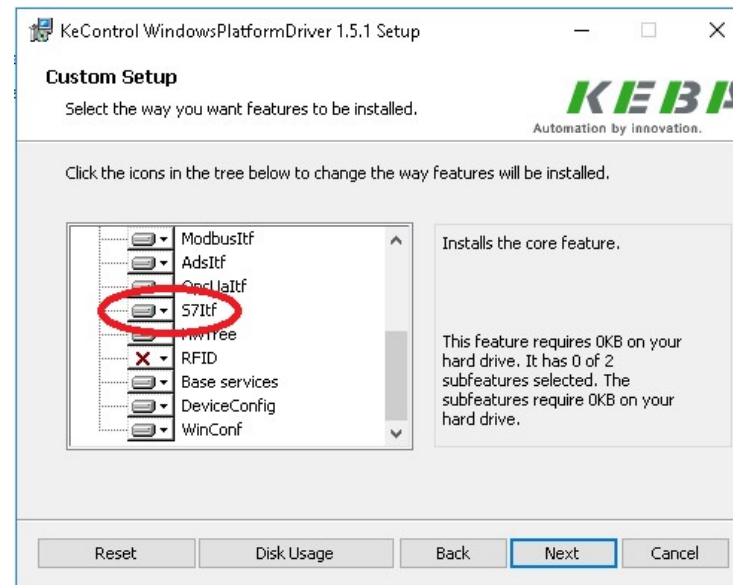 KeControl WindowsPlatformDriver 1.5.1 Setup
Custom Setup
Select the way you want features to be installed.
KEBA
Automation by innovation.
Click the icons in the tree below to change the way features will be installed.
ModbusItf
AdsItf
OpcUaItf
S7Itf
HwTree
RFID
Base services
DeviceConfig
WinConf
Installs the core feature.
This feature requires 0KB on your
hard drive. It has 0 of 2
subfeatures selected. The
subfeatures require 0KB on your
hard drive.
Reset
Disk Usage
Back
Next
Cancel